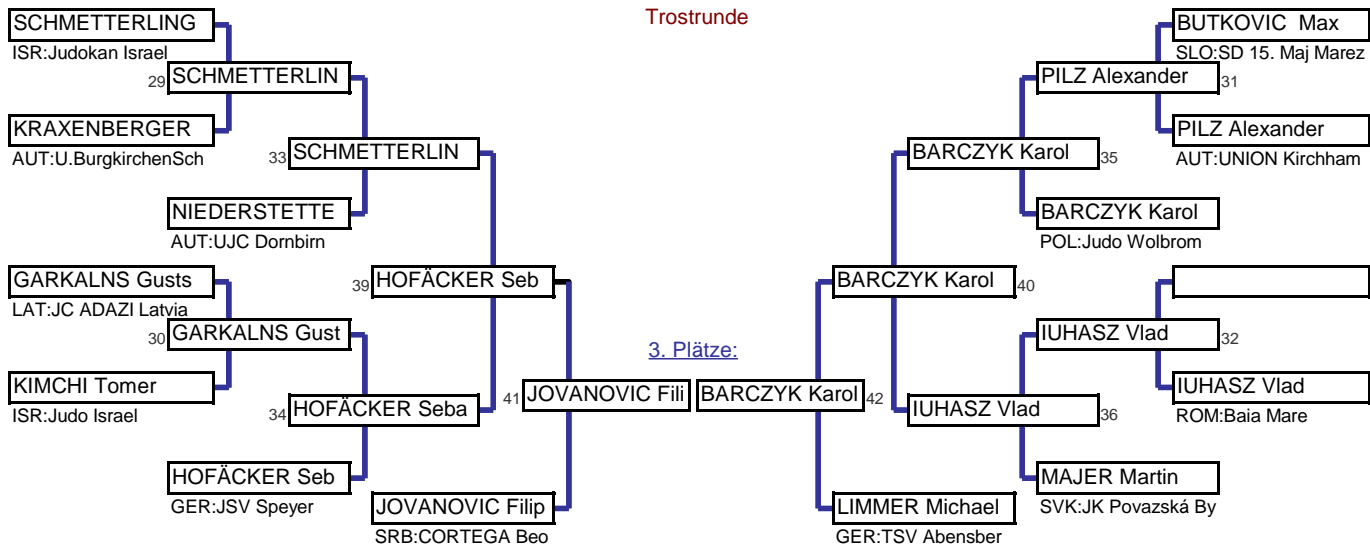 Trostrunde
SCHMETTERLING
ISR:Judokan Israel
29 SCHMETTERLIN
KRAXENBERGER
AUT:U.BurgkirchenSch
33 SCHMETTERLIN
NIEDERSTETTE
AUT:UJC Dornbirn
GARKALNS Gusts
LAT:JC ADAZI Latvia
39 HOFÄCKER Seb
30 GARKALNS Gust
KIMCHI Tomer
ISR:Judo Israel
34 HOFÄCKER Seba
HOFÄCKER Seb
GER:JSV Speyer
41 JOVANOVIC Fili
JOVANOVIC Filip
SRB:CORTEGA Beo
3. Plätze:
BUTKOVIC Max
SLO:SD 15. Maj Marez
PILZ Alexander 31
PILZ Alexander
AUT:UNION Kirchham
BARCZYK Karol 35
BARCZYK Karol
POL:Judo Wolbrom
BARCZYK Karol 40
IUHASZ Vlad 32
IUHASZ Vlad
ROM:Baia Mare
BARCZYK Karol 42
IUHASZ Vlad 36
MAJER Martin
SVK:JK Povazská By
LIMMER Michael
GER:TSV Abensber